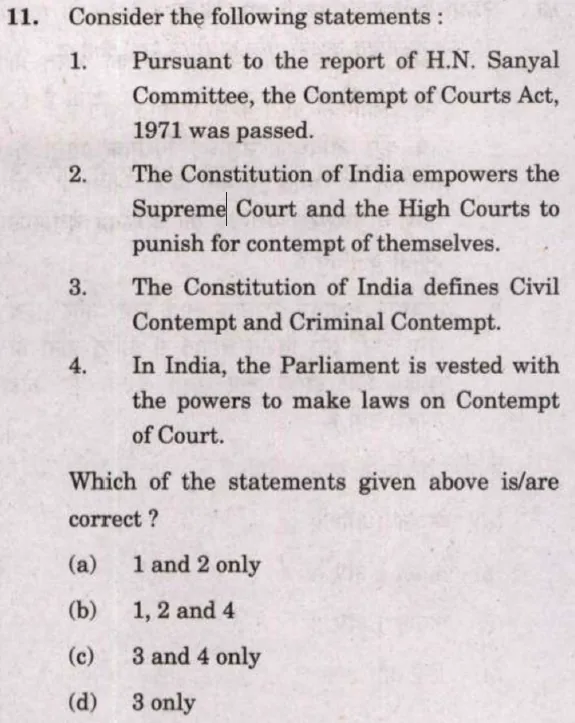 11. Consider the following statements :
1. Pursuant to the report of H.N. Sanyal
Committee, the Contempt of Courts Act,
1971 was passed.
2. The Constitution of India empowers the
Supreme Court and the High Courts to
punish for contempt of themselves.
3. The Constitution of India defines Civil
Contempt and Criminal Contempt.
4. In India, the Parliament is vested with
the powers to make laws on Contempt
of Court.
Which of the statements given above is/are
correct ?
(a) 1 and 2 only
(b) 1, 2 and 4
(c) 3 and 4 only
(d) 3 only